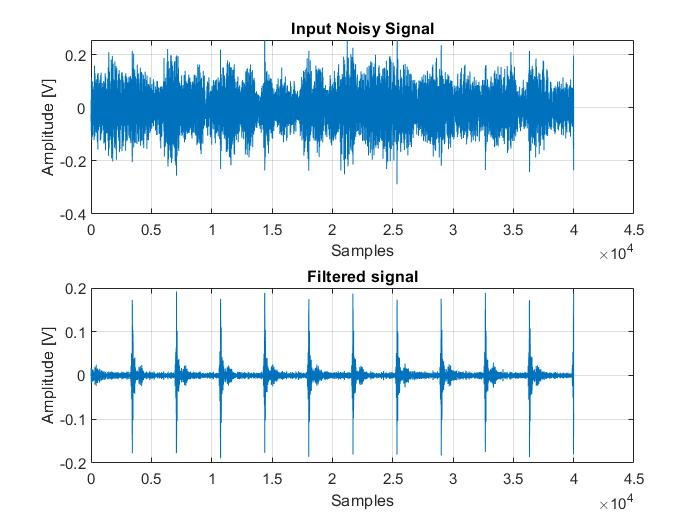 Input Noisy Signal
0.2
0
-0.2
-0.4
Amplitude [V]
0 0.5 1 1.5 2 2.5 3 3.5 4 4.5
Samples
×10^4
Filtered signal
0.2
0.1
0
-0.1
-0.2
Amplitude [V]
0 0.5 1 1.5 2 2.5 3 3.5 4 4.5
Samples
×10^4